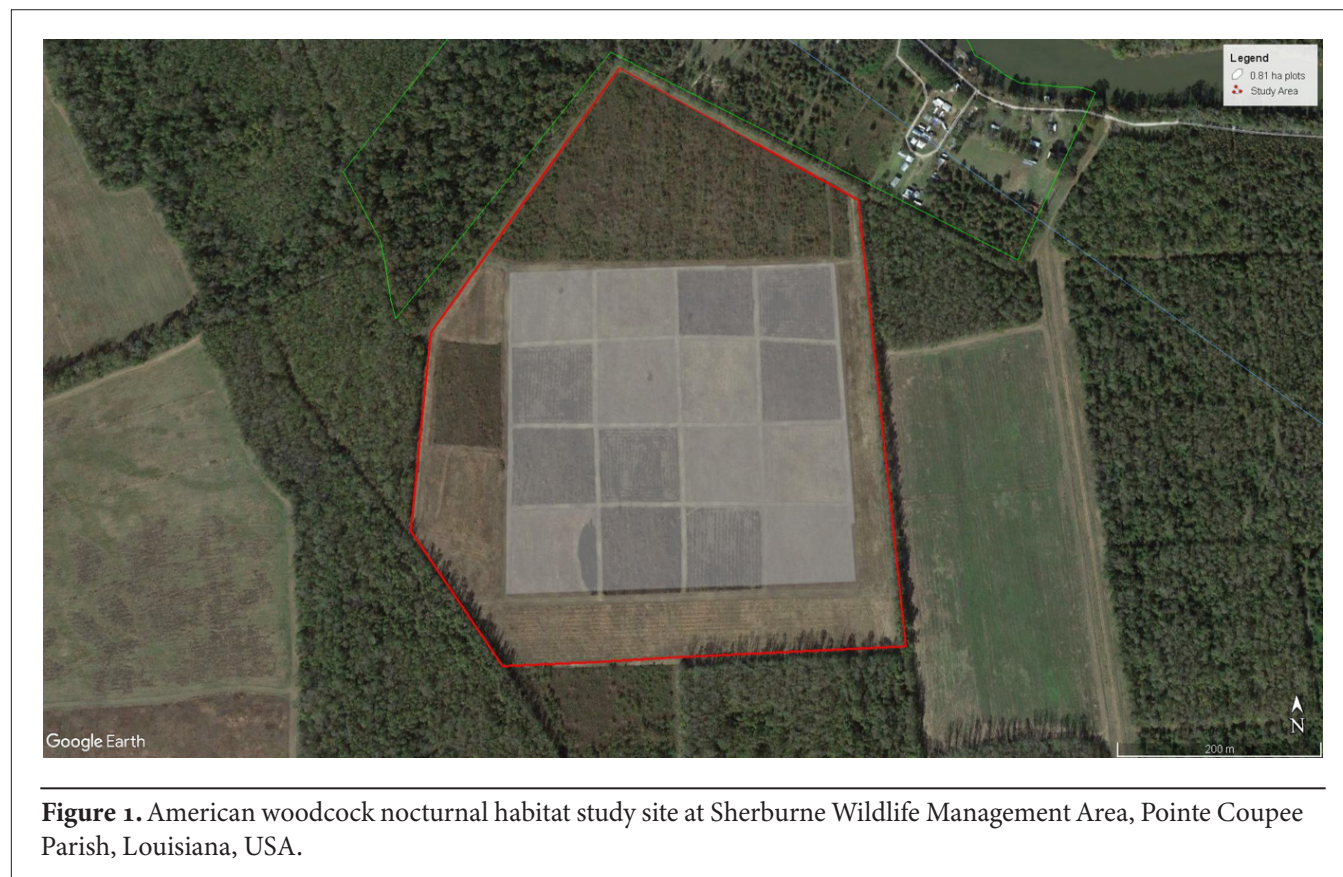 Legend
0.81 ha plots
Study Area
Google Earth
N
200 m
Figure 1. American woodcock nocturnal habitat study site at Sherburne Wildlife Management Area, Pointe Coupee
Parish, Louisiana, USA.